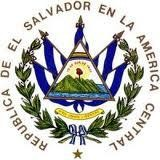 REPUBLICA DE EL SALVADOR EN LA AMERICA CENTRAL